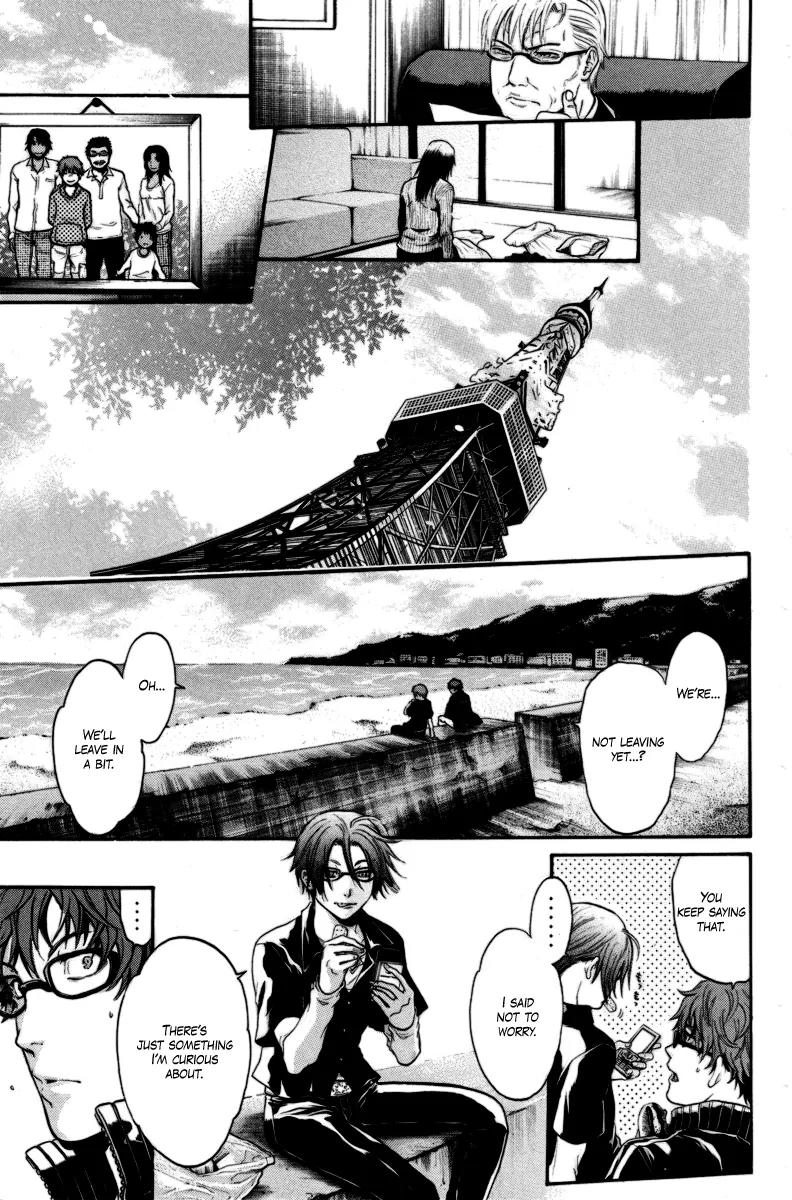 WE'RE...
NOT LEAVING
YET...?
OH...
WE'LL
LEAVE IN
A BIT.
YOU
KEEP SAYING
THAT.
...
I SAID
NOT TO
WORRY.
THERE'S
JUST SOMETHING
I'M CURIOUS
ABOUT.
...